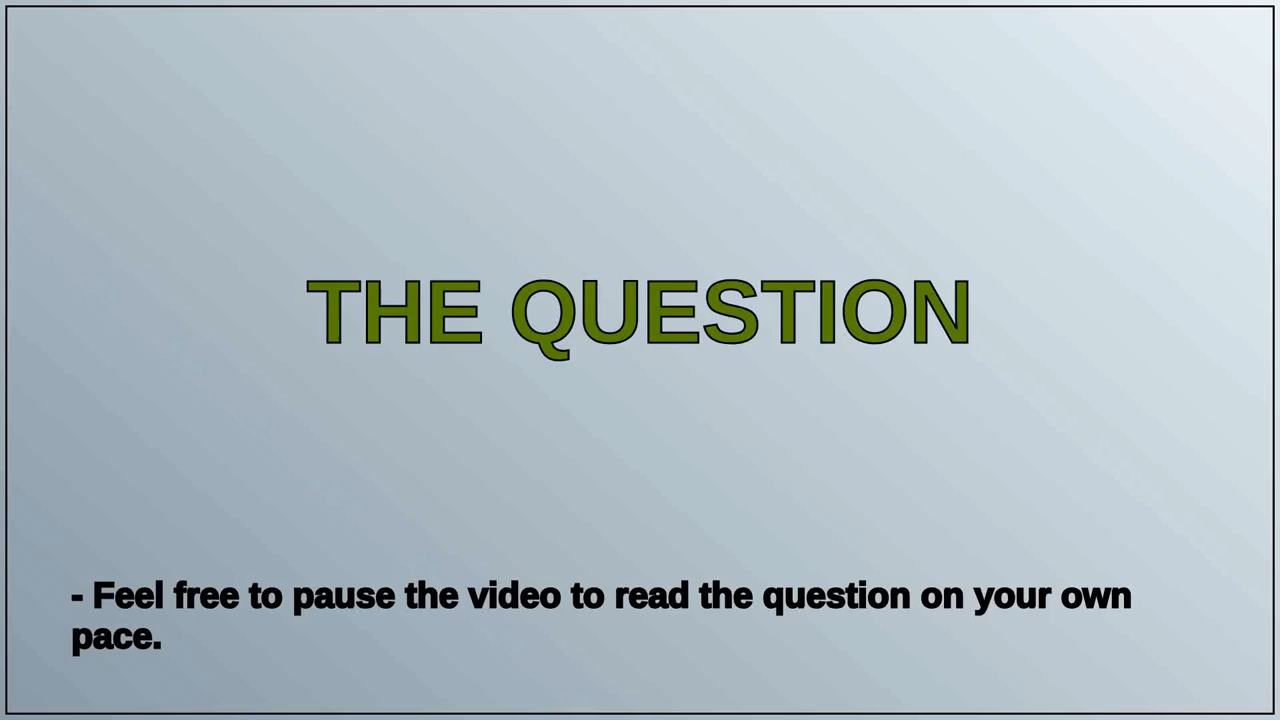 THE QUESTION
- Feel free to pause the video to read the question on your own
pace.